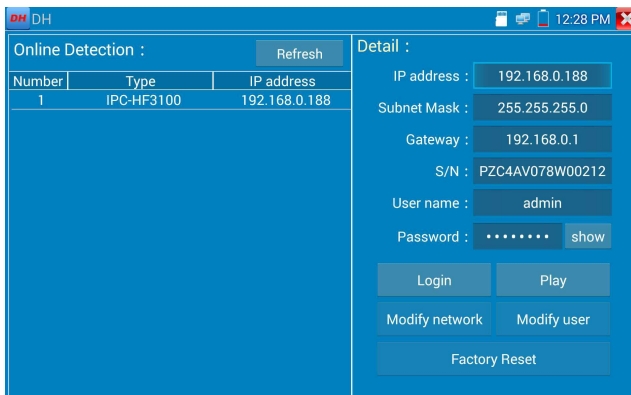 DH DH 12:28 PM
Online Detection :
Refresh
Number Type IP address
1 IPC-HF3100 192.168.0.188
Detail :
IP address : 192.168.0.188
Subnet Mask : 255.255.255.0
Gateway : 192.168.0.1
S/N : PZC4AV078W00212
User name : admin
Password : •••••••• show
Login Play
Modify network Modify user
Factory Reset